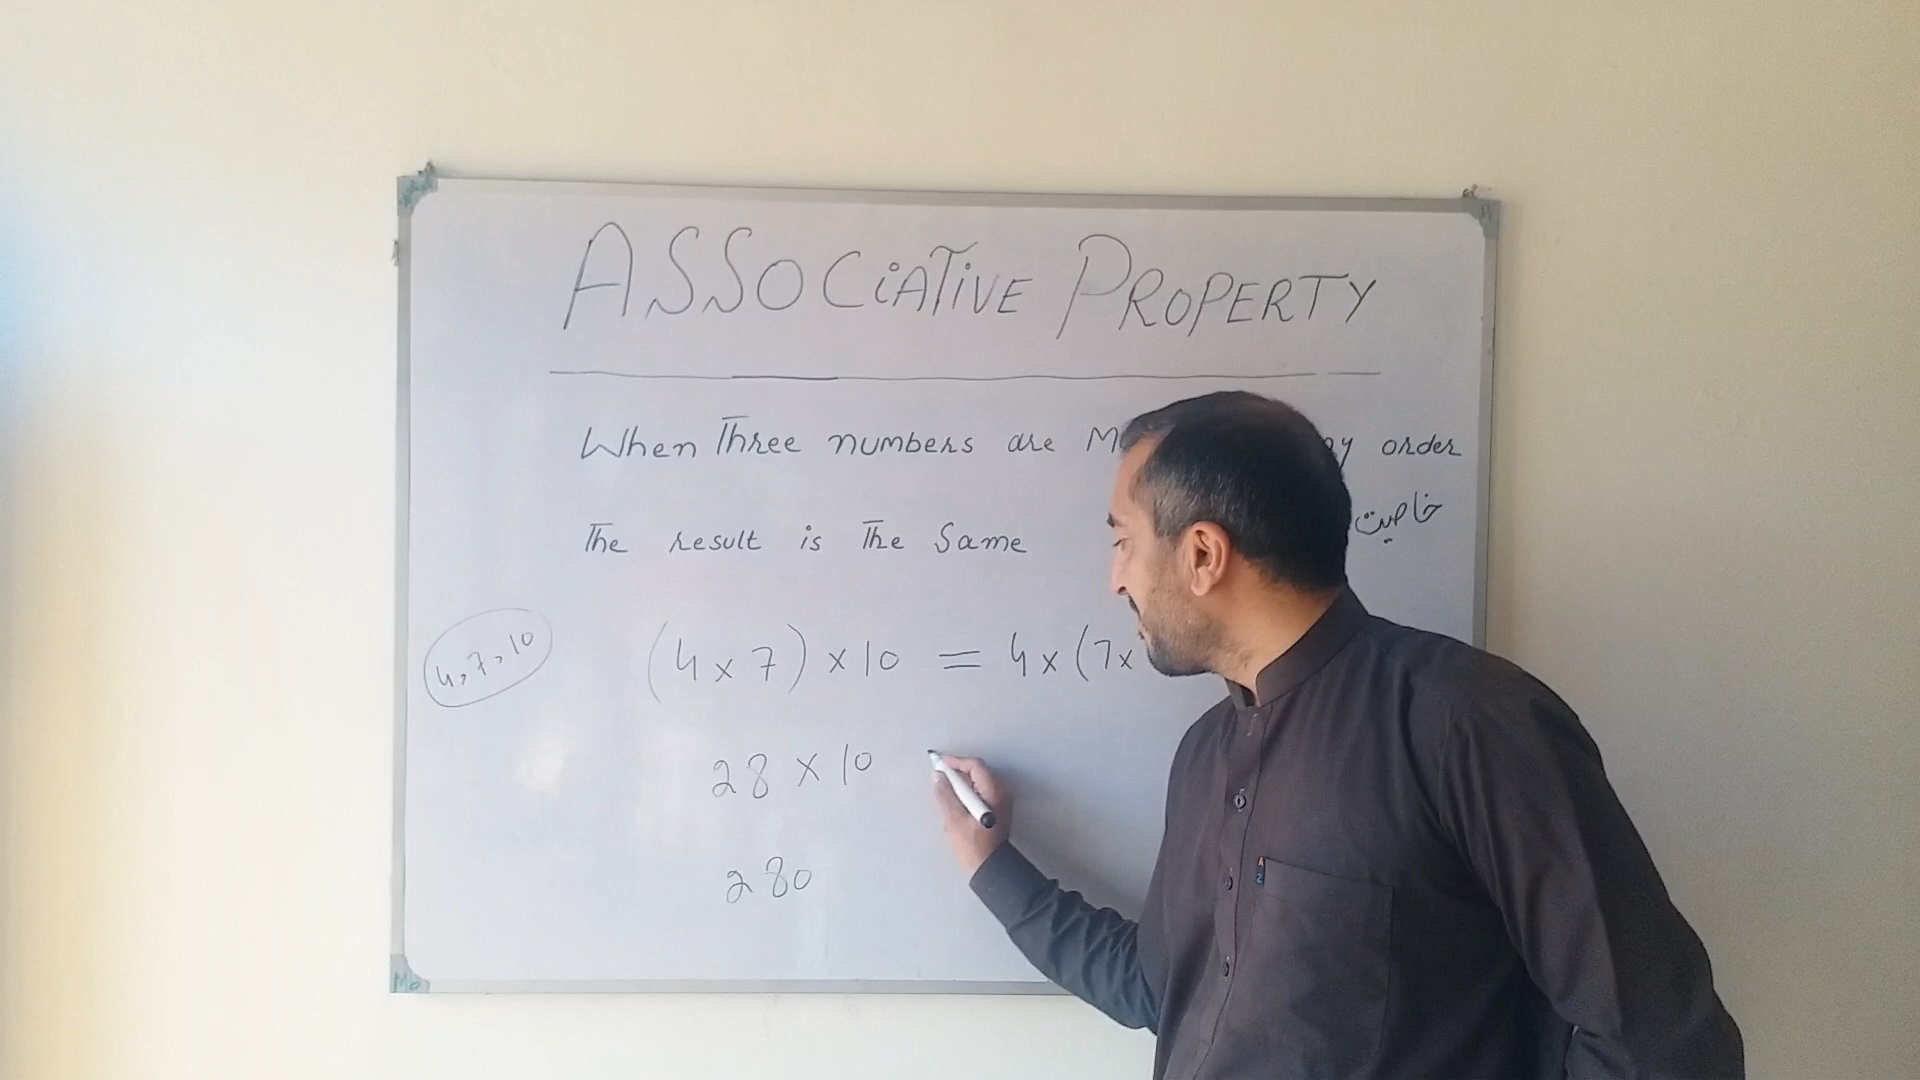 ASSOCIATIVE PROPERTY
When Three numbers are order
The result is The Same خاصیت
4, 7, 10
(4 x 7) x 10 = 4 x (7x
28 x 10
280